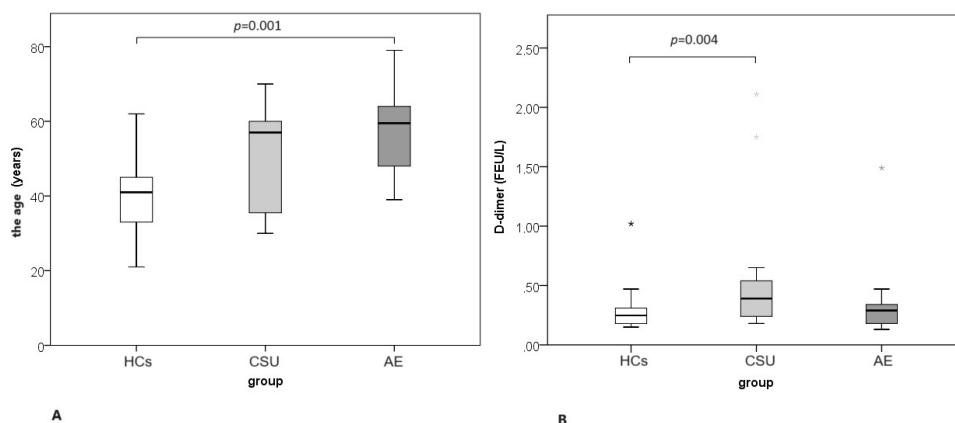 p=0.001
80
60
40
20
0
the age (years)
HCs CSU AE
group
A
p=0.004
2.50
2.00
1.50
1.00
.50
.00
D-dimer (FEU/L)
HCs CSU AE
group
B